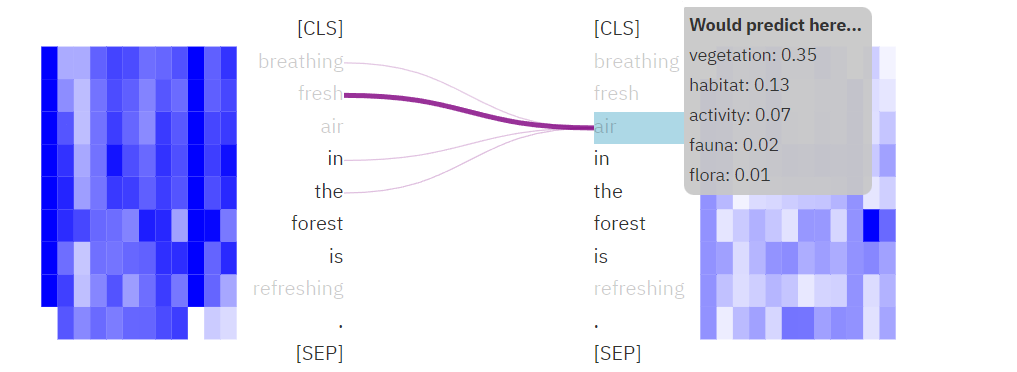 [CLS]
breathing
fresh
air
in
the
forest
is
refreshing
.
[SEP]
[CLS]
breathing
fresh
air
in
the
forest
is
refreshing
.
[SEP]
Would predict here...
vegetation: 0.35
habitat: 0.13
activity: 0.07
fauna: 0.02
flora: 0.01